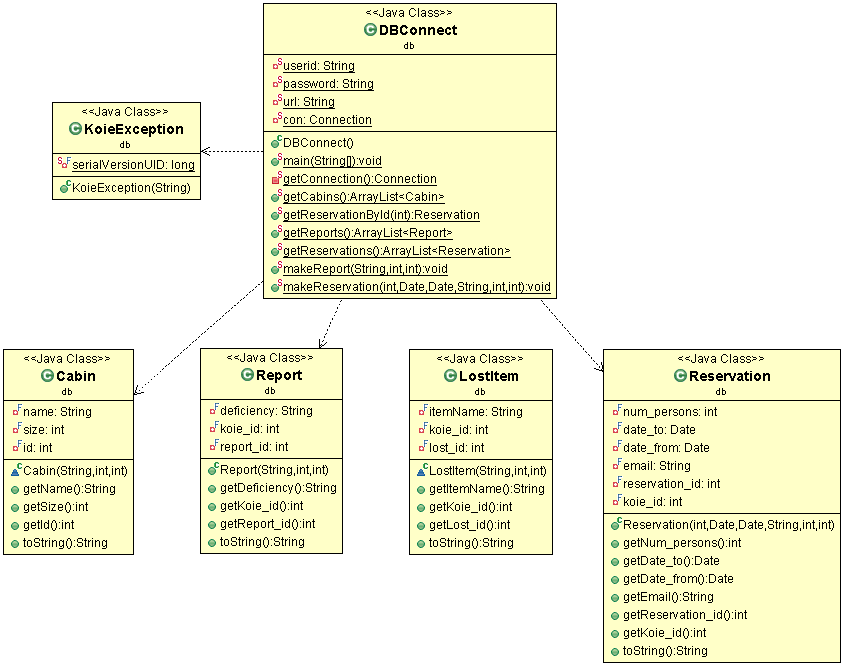 <<Java Class>>
DBConnect
db
userid: String
password: String
url: String
con: Connection
DBConnect()
main(String[]):void
getConnection():Connection
getCabins():ArrayList<Cabin>
getReservationById(int):Reservation
getReports():ArrayList<Report>
getReservations():ArrayList<Reservation>
makeReport(String,int,int):void
makeReservation(int,Date,Date,String,int,int):void
<<Java Class>>
KoieException
db
serialVersionUID: long
KoieException(String)
<<Java Class>>
Cabin
db
name: String
size: int
id: int
Cabin(String,int,int)
getName():String
getSize():int
getId():int
toString():String
<<Java Class>>
Report
db
deficiency: String
koie_id: int
report_id: int
Report(String,int,int)
getDeficiency():String
getKoie_id():int
getReport_id():int
toString():String
<<Java Class>>
LostItem
db
itemName: String
koie_id: int
lost_id: int
LostItem(String,int,int)
getItemName():String
getKoie_id():int
getLost_id():int
toString():String
<<Java Class>>
Reservation
db
num_persons: int
date_to: Date
date_from: Date
email: String
reservation_id: int
koie_id: int
Reservation(int,Date,Date,String,int,int)
getNum_persons():int
getDate_to():Date
getDate_from():Date
getEmail():String
getReservation_id():int
getKoie_id():int
toString():String